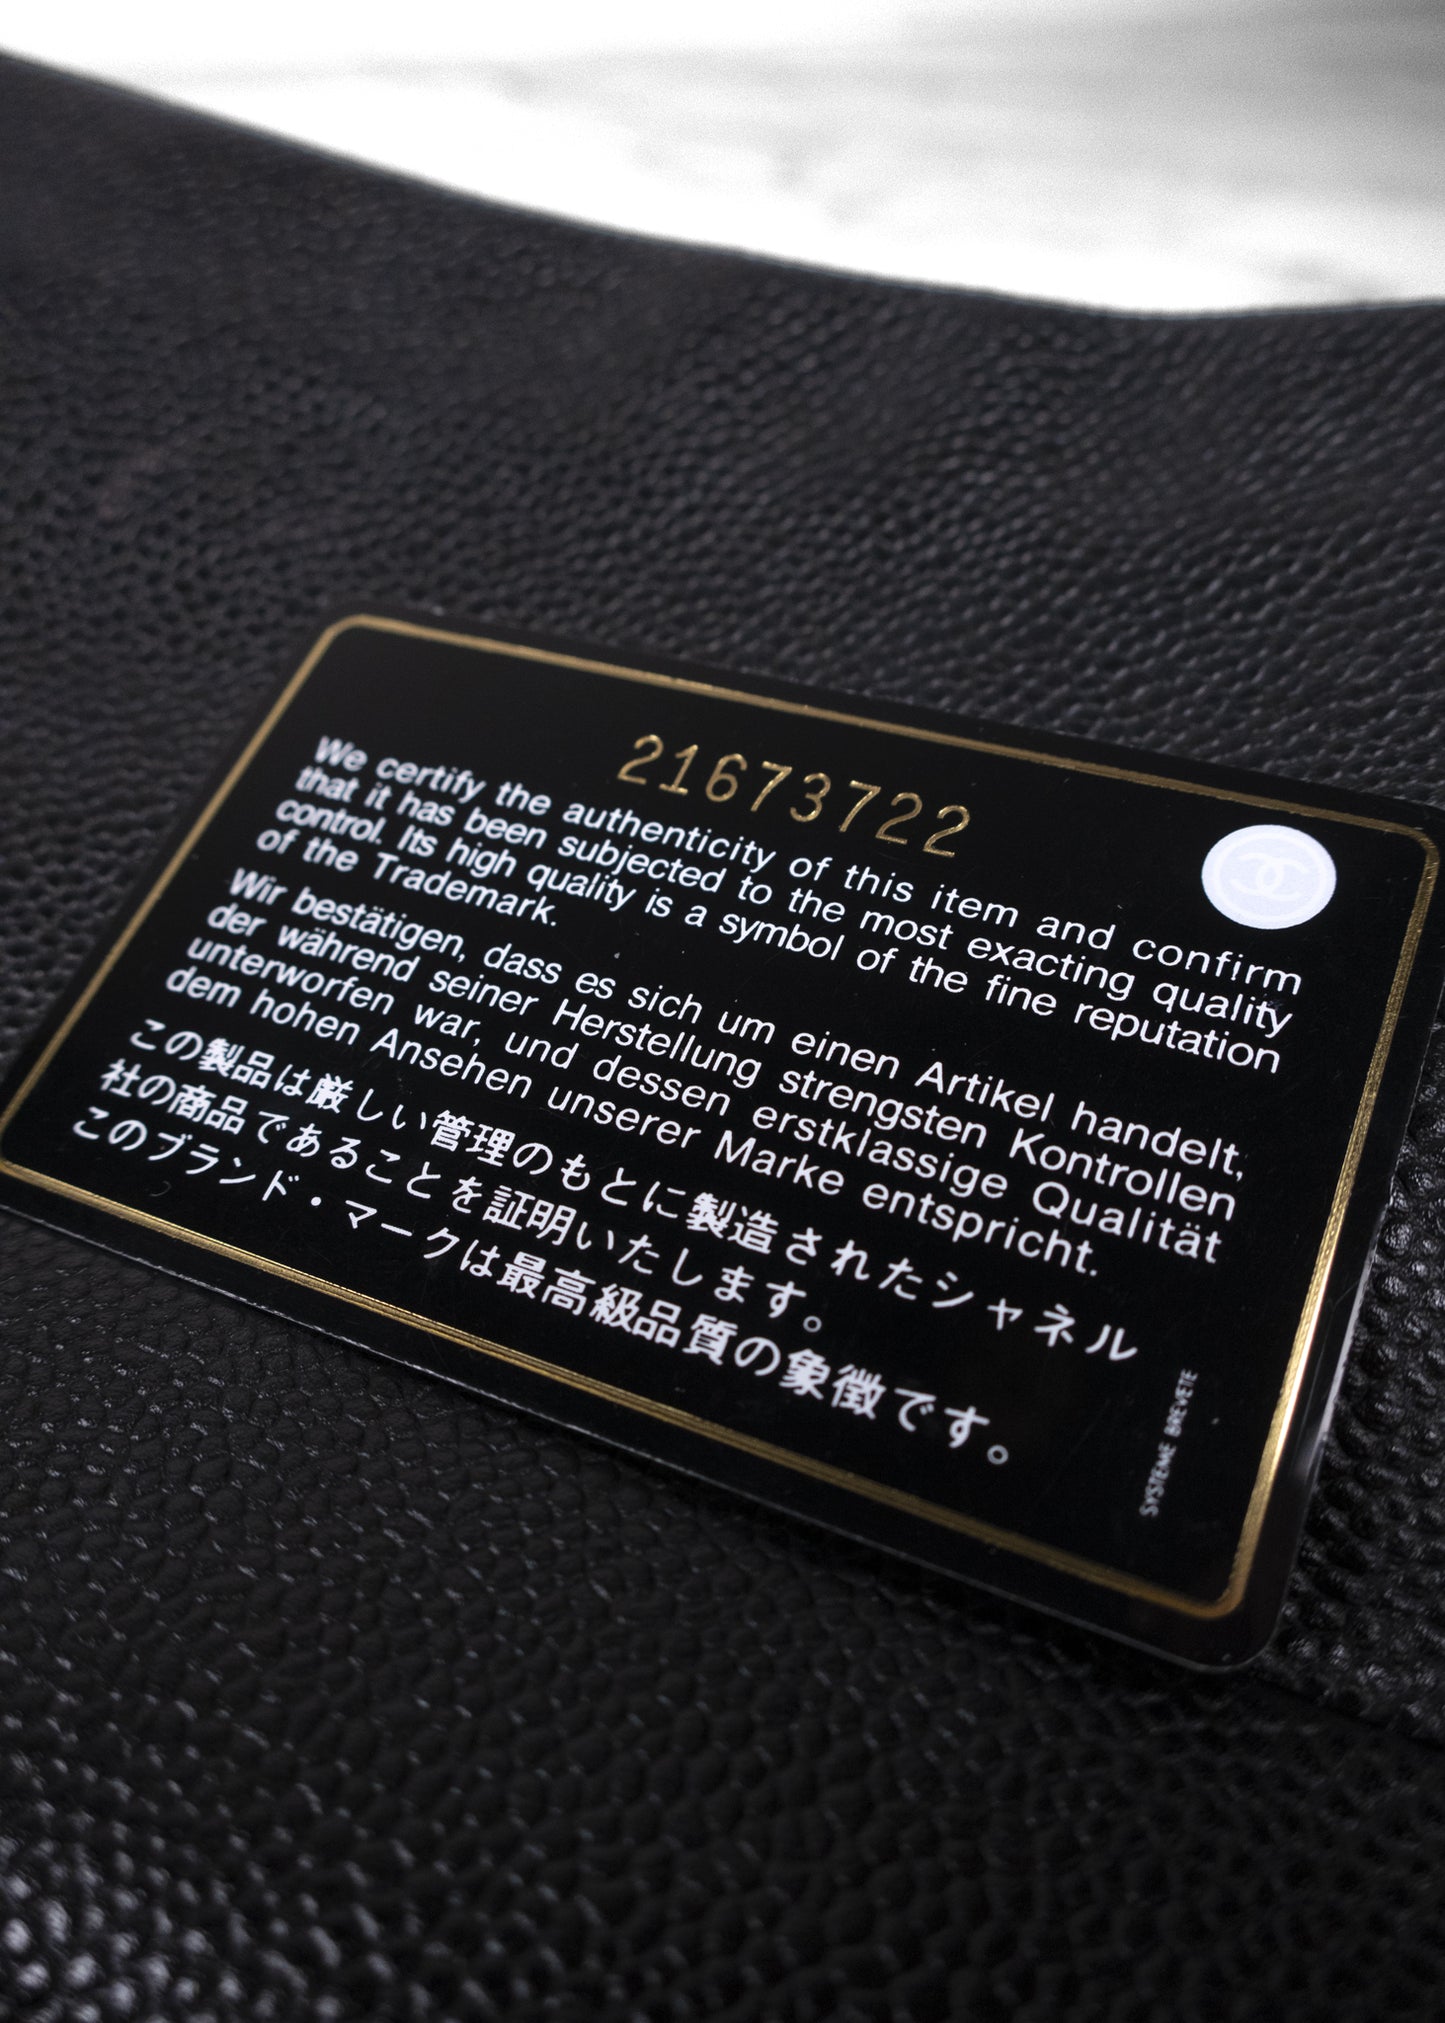 21673722
We certify the authenticity of this item and confirm
that it has been subjected to the most exacting quality
control. Its high quality is a symbol of the fine reputation
of the Trademark.
Wir bestätigen, dass es sich um einen Artikel handelt,
der während seiner Herstellung strengsten Kontrollen
unterworfen war, und dessen erstklassige Qualität
dem hohen Ansehen unserer Marke entspricht.
この製品は厳しい管理のもとに製造されたシャネル
社の商品であることを証明いたします。
このブランド・マークは最高級品質の象徴です。
SYSTEME BREVETE